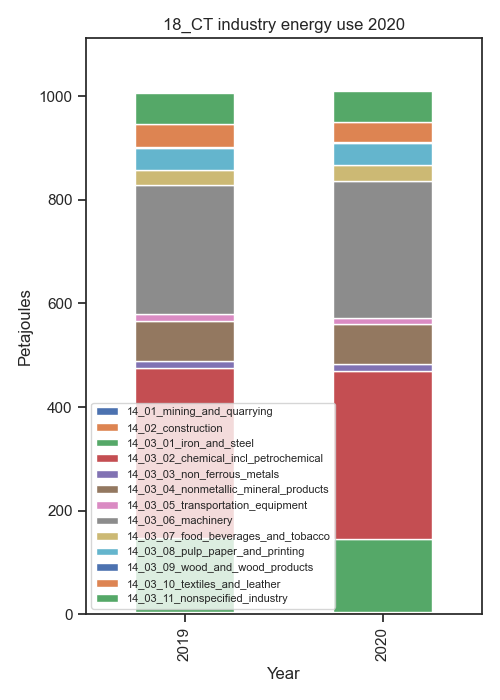 18_CT industry energy use 2020
1000
800
600
400
200
0
Petajoules
14_01_mining_and_quarrying
14_02_construction
14_03_01_iron_and_steel
14_03_02_chemical_incl_petrochemical
14_03_03_non_ferrous_metals
14_03_04_nonmetallic_mineral_products
14_03_05_transportation_equipment
14_03_06_machinery
14_03_07_food_beverages_and_tobacco
14_03_08_pulp_paper_and_printing
14_03_09_wood_and_wood_products
14_03_10_textiles_and_leather
14_03_11_nonspecified_industry
2019
2020
Year